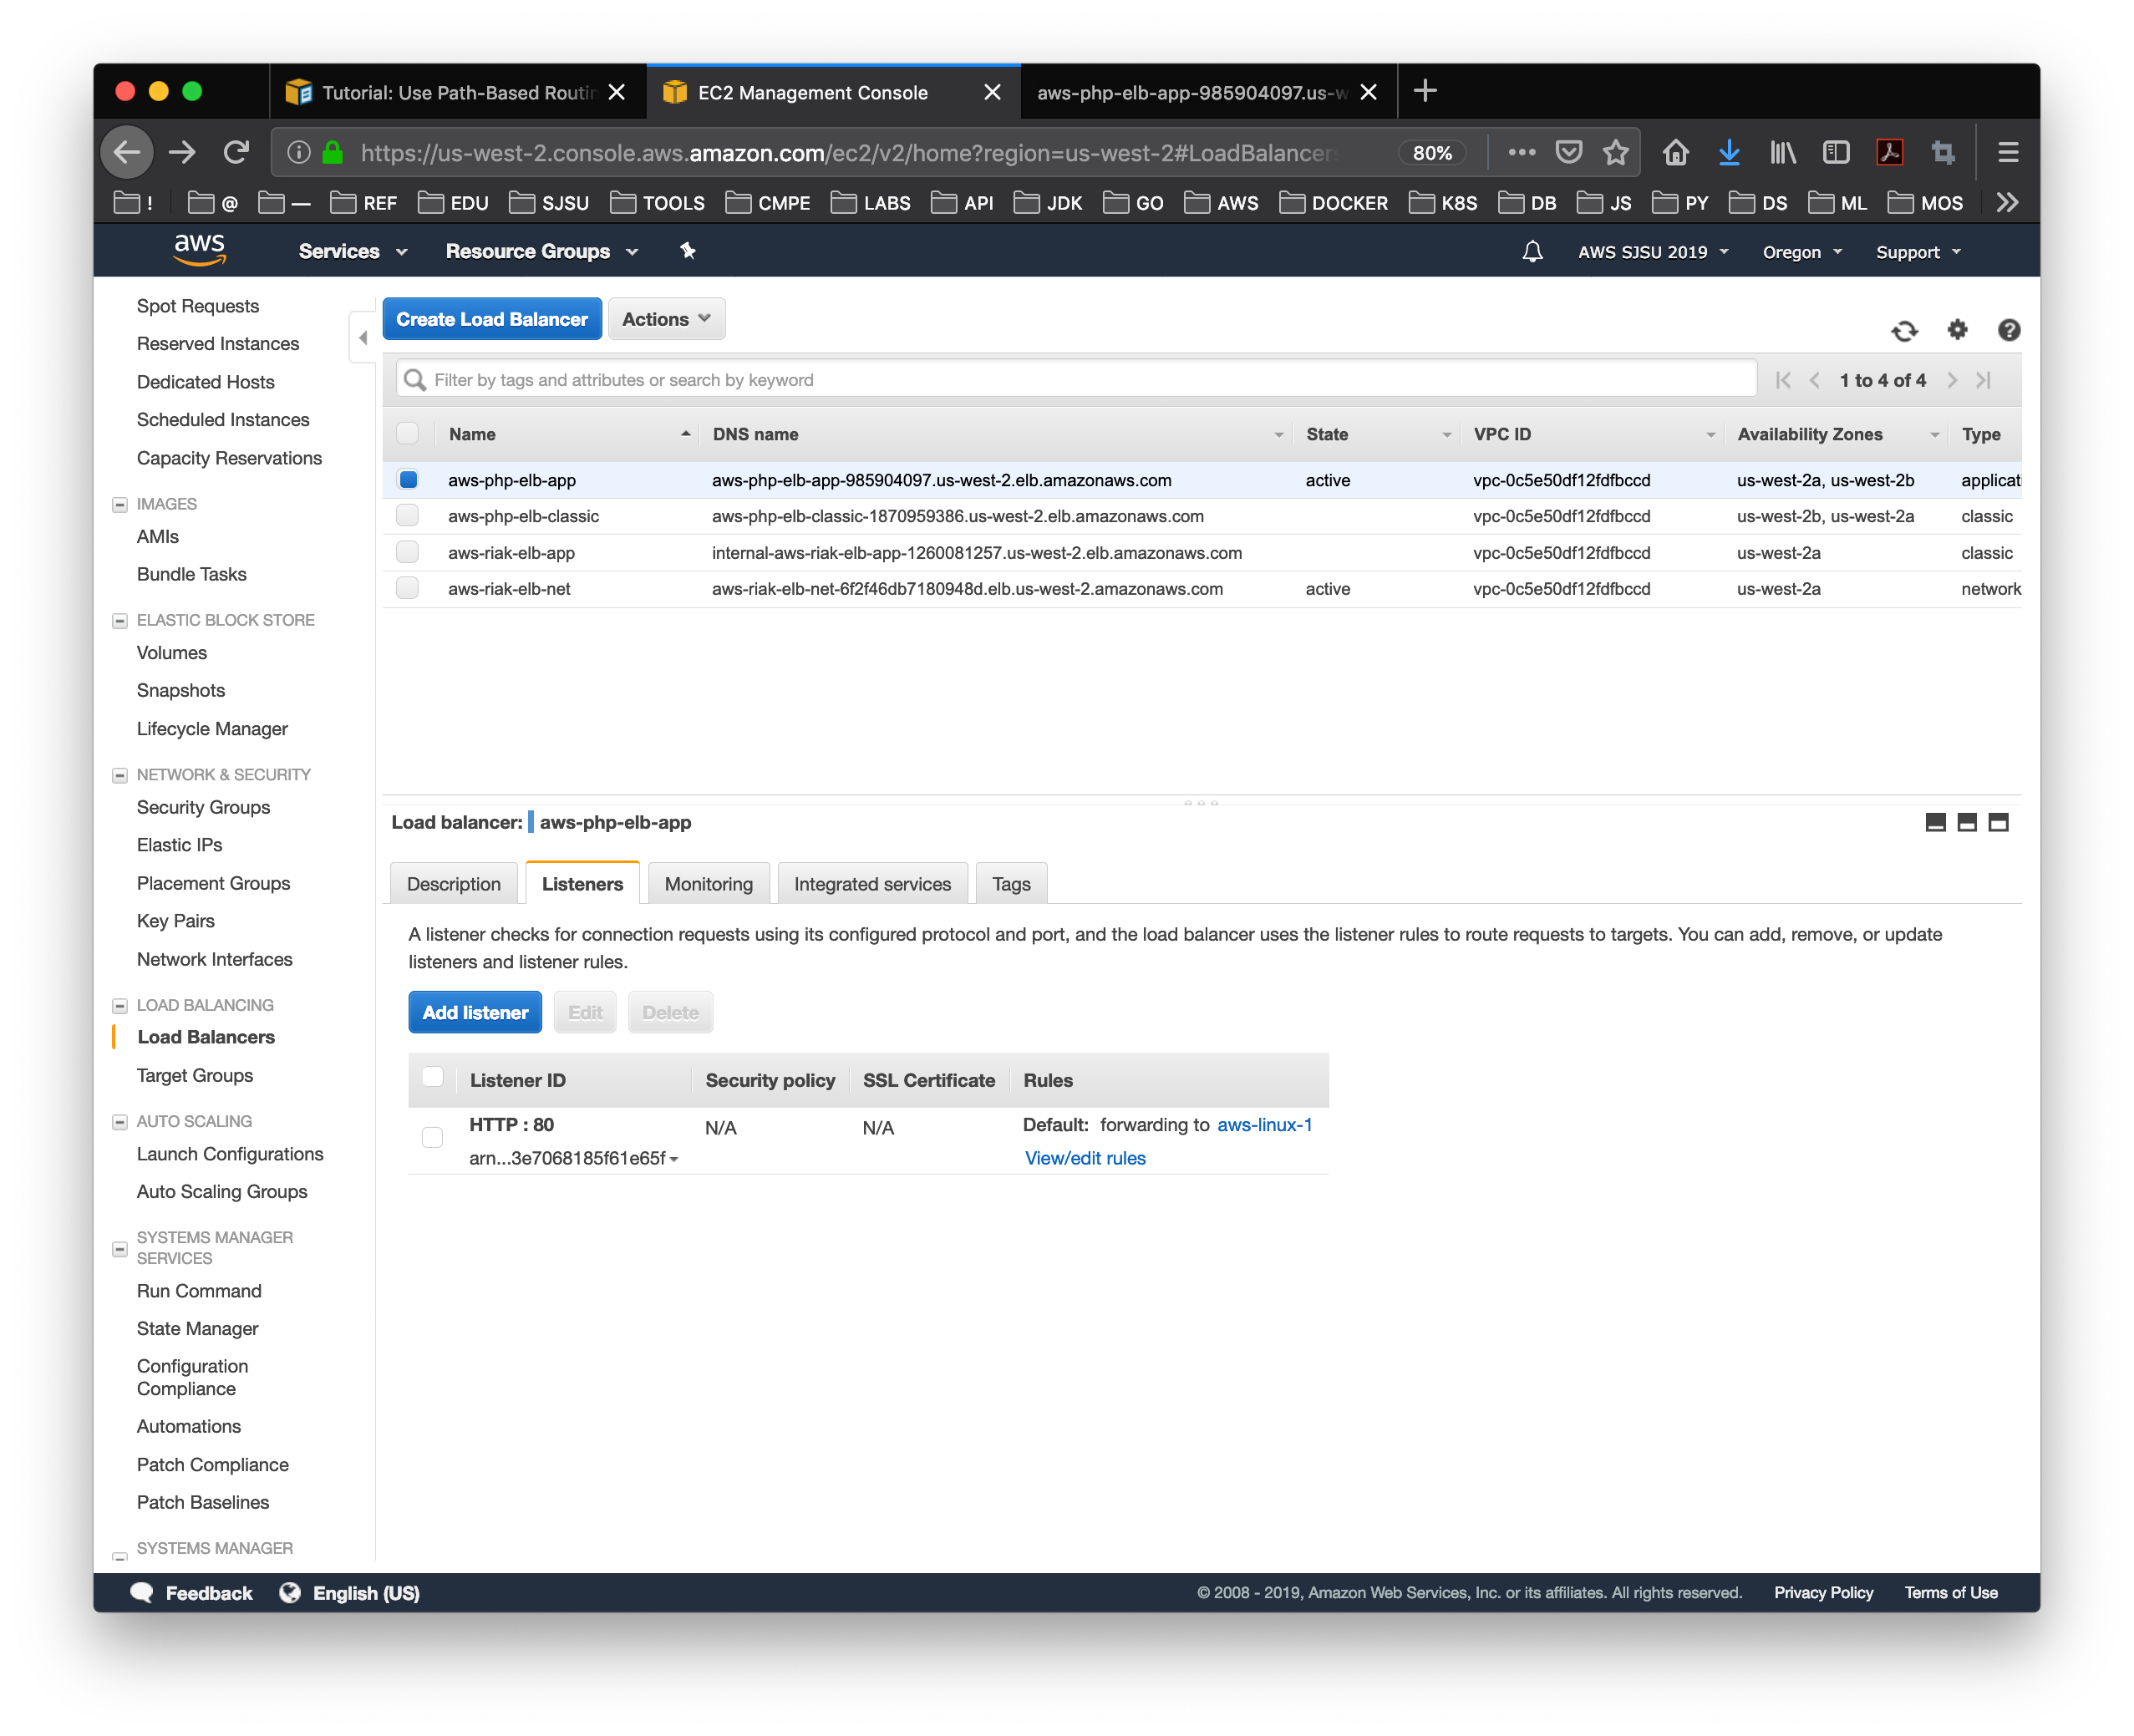 Tutorial: Use Path-Based Routin
EC2 Management Console
aws-php-elb-app-985904097.us-w
https://us-west-2.console.aws.amazon.com/ec2/v2/home?region=us-west-2#LoadBalancers
80%
! @ — REF EDU SJSU TOOLS CMPE LABS API JDK GO AWS DOCKER K8S DB JS PY DS ML MOS
aws Services Resource Groups AWS SJSU 2019 Oregon Support
Spot Requests
Reserved Instances
Dedicated Hosts
Scheduled Instances
Capacity Reservations
IMAGES
AMIs
Bundle Tasks
ELASTIC BLOCK STORE
Volumes
Snapshots
Lifecycle Manager
NETWORK & SECURITY
Security Groups
Elastic IPs
Placement Groups
Key Pairs
Network Interfaces
LOAD BALANCING
Load Balancers
Target Groups
AUTO SCALING
Launch Configurations
Auto Scaling Groups
SYSTEMS MANAGER
SERVICES
Run Command
State Manager
Configuration
Compliance
Automations
Patch Compliance
Patch Baselines
SYSTEMS MANAGER
Create Load Balancer Actions
Filter by tags and attributes or search by keyword
1 to 4 of 4
Name DNS name State VPC ID Availability Zones Type
aws-php-elb-app aws-php-elb-app-985904097.us-west-2.elb.amazonaws.com active vpc-0c5e50df12fdfbccd us-west-2a, us-west-2b applicati
aws-php-elb-classic aws-php-elb-classic-1870959386.us-west-2.elb.amazonaws.com vpc-0c5e50df12fdfbccd us-west-2b, us-west-2a classic
aws-riak-elb-app internal-aws-riak-elb-app-1260081257.us-west-2.elb.amazonaws.com vpc-0c5e50df12fdfbccd us-west-2a classic
aws-riak-elb-net aws-riak-elb-net-6f2f46db7180948d.elb.us-west-2.amazonaws.com active vpc-0c5e50df12fdfbccd us-west-2a network
Load balancer: aws-php-elb-app
Description Listeners Monitoring Integrated services Tags
A listener checks for connection requests using its configured protocol and port, and the load balancer uses the listener rules to route requests to targets. You can add, remove, or update
listeners and listener rules.
Add listener Edit Delete
Listener ID Security policy SSL Certificate Rules
HTTP : 80 N/A N/A Default: forwarding to aws-linux-1
arn...3e7068185f61e65f View/edit rules
Feedback English (US) © 2008 - 2019, Amazon Web Services, Inc. or its affiliates. All rights reserved. Privacy Policy Terms of Use